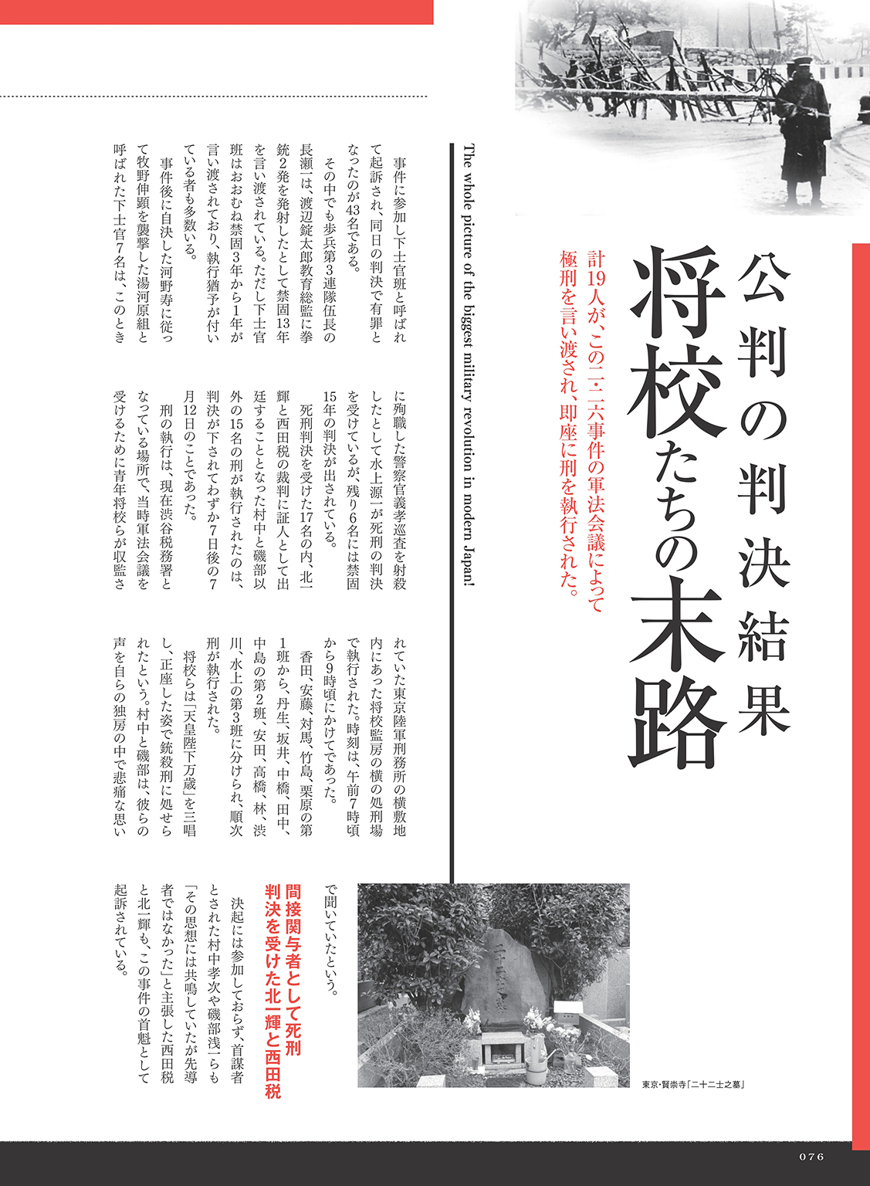 公判の判決結果
将校たちの末路
計19人が、この二・二六事件の軍法会議によって
極刑を言い渡され、即座に刑を執行された。
The whole picture of the biggest military revolution in modern Japan!
事件に参加し下士官班と呼ばれ
て起訴され、同日の判決で有罪と
なったのが43名である。
その中でも歩兵第3連隊伍長の
長瀬一は、渡辺錠太郎教育総監に拳
銃2発を発射したとして禁固13年
を言い渡されている。ただし下士官
班はおおむね禁固3年から1年が
言い渡されており、執行猶予が付い
ている者も多数いる。
事件後に自決した河野寿に従っ
て牧野伸顕を襲撃した湯河原組と
呼ばれた下士官7名は、このとき
に殉職した警察官義孝巡査を射殺
したとして水上源一が死刑の判決
を受けているが、残り6名には禁固
15年の判決が出されている。
死刑判決を受けた17名の内、北一
輝と西田税の裁判に証人として出
廷することとなった村中と磯部以
外の15名の刑が執行されたのは、
判決が下されてわずか7日後の7
月12日のことであった。
刑の執行は、現在渋谷税務署と
なっている場所で、当時軍法会議を
受けるために青年将校らが収監さ
れていた東京陸軍刑務所の横敷地
内にあった将校監房の横の処刑場
で執行された。時刻は、午前7時頃
から9時頃にかけてであった。
香田、安藤、対馬、竹島、栗原の第
1班から、丹生、坂井、中橋、田中、
中島の第2班、安田、高橋、林、渋
川、水上の第3班に分けられ、順次
刑が執行された。
将校らは「天皇陛下万歳」を三唱
し、正座した姿で銃殺刑に処せら
れたという。村中と磯部は、彼らの
声を自らの独房の中で悲痛な思い
で聞いていたという。
間接関与者として死刑
判決を受けた北一輝と西田税
決起には参加しておらず、首謀者
とされた村中孝次や磯部浅一らも
「その思想には共鳴していたが先導
者ではなかった」と主張した西田税
と北一輝も、この事件の首魁として
起訴されている。
東京・賢崇寺「二十二士之墓」
076